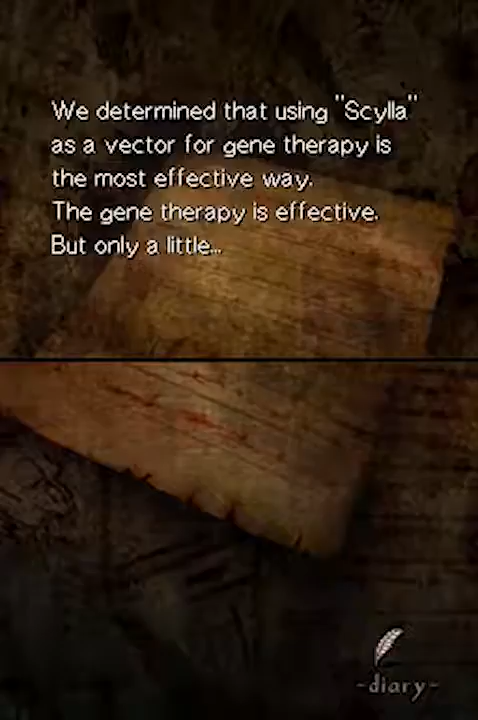 We determined that using "Scylla"
as a vector for gene therapy is
the most effective way.
The gene therapy is effective.
But only a little...
-diary-